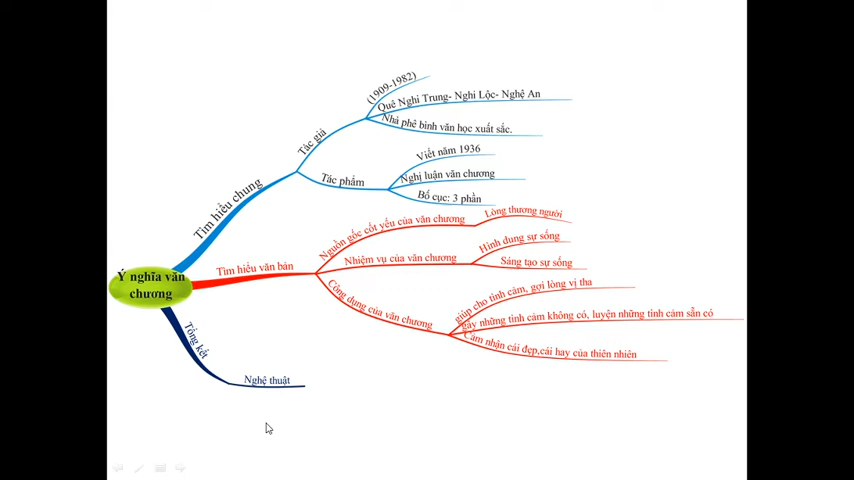 Ý nghĩa văn
chương
Tìm hiểu chung
Tác giả
(1909-1982)
Quê Nghi Trung- Nghi Lộc- Nghệ An
Nhà phê bình văn học xuất sắc.
Tác phẩm
Viết năm 1936
Nghị luận văn chương
Bố cục: 3 phần
Tìm hiểu văn bản
Nguồn gốc cốt yếu của văn chương
Lòng thương người
Nhiệm vụ của văn chương
Hình dung sự sống
Sáng tạo sự sống
Công dụng của văn chương
giúp cho tình cảm, gợi lòng vị tha
gây những tình cảm không có, luyện những tình cảm sẵn có
Cảm nhận cái đẹp,cái hay của thiên nhiên
Tổng kết
Nghệ thuật